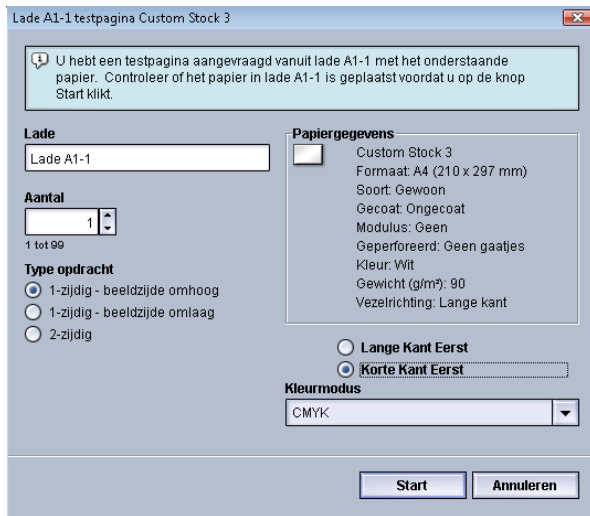 Lade A1-1 testpagina Custom Stock 3
U hebt een testpagina aangevraagd vanuit lade A1-1 met het onderstaande
papier. Controleer of het papier in lade A1-1 is geplaatst voordat u op de knop
Start klikt.
Lade
Lade A1-1
Aantal
1
1 tot 99
Type opdracht
1-zijdig - beeldzijde omhoog
1-zijdig - beeldzijde omlaag
2-zijdig
Papiergegevens
Custom Stock 3
Formaat: A4 (210 x 297 mm)
Soort: Gewoon
Gecoat: Ongecoat
Modulus: Geen
Geperforeerd: Geen gaatjes
Kleur: Wit
Gewicht (g/m²): 90
Vezelrichting: Lange kant
Lange Kant Eerst
Korte Kant Eerst
Kleurmodus
CMYK
Start
Annuleren